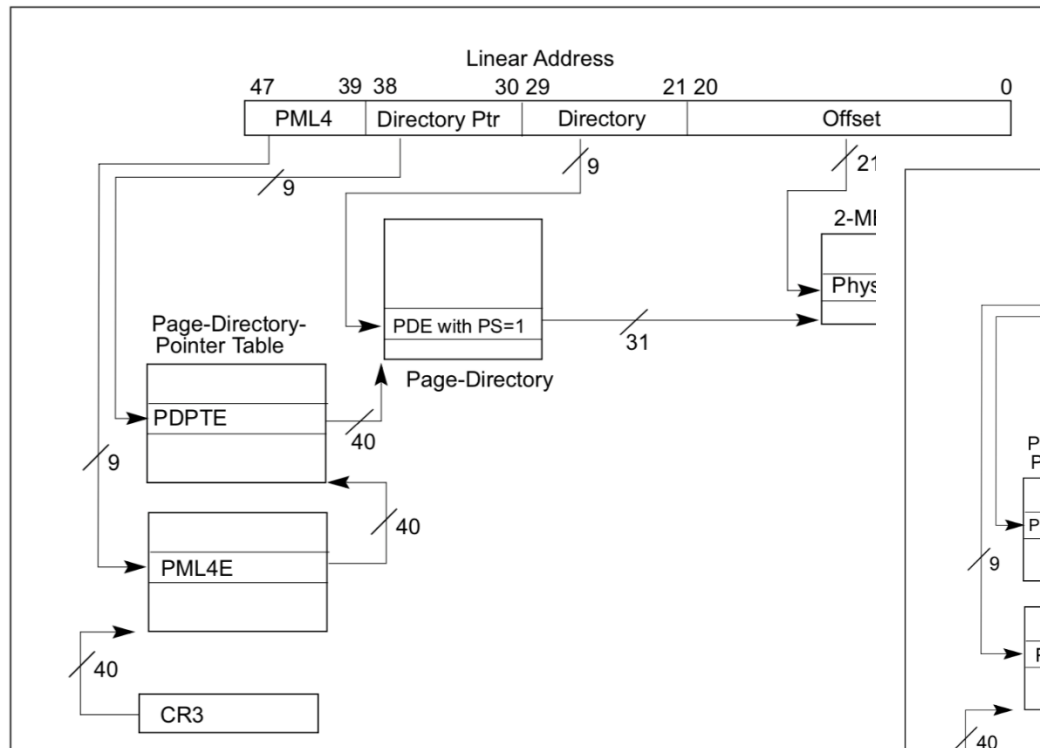 Linear Address
47 39 38 30 29 21 20 0
PML4 Directory Ptr Directory Offset
9 9 21
2-M
Phys
PDE with PS=1
31
Page-Directory-
Pointer Table
Page-Directory
PDPTE
40
9
40
PML4E
40
CR3
P
P
P
9
40